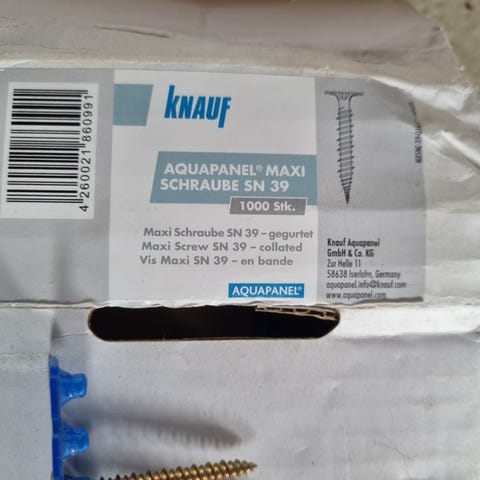 KNAUF
AQUAPANEL® MAXI
SCHRAUBE SN 39
1000 Stk.
Maxi Schraube SN 39 – gegurtet
Maxi Screw SN 39 – collated
Vis Maxi SN 39 – en bande
AQUAPANEL®
Knauf Aquapanel
GmbH & Co. KG
Zur Helle 11
58638 Iserlohn, Germany
aquapanel.info@knauf.com
www.aquapanel.com
4 260021 860991